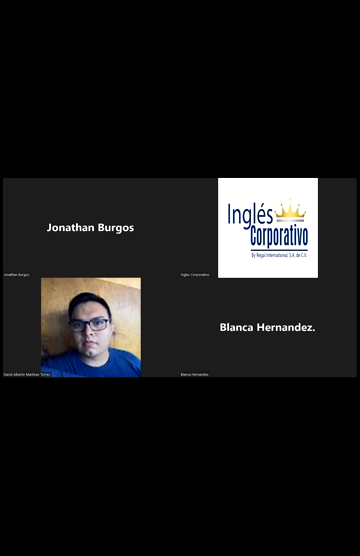 Jonathan Burgos
Inglés
Corporativo
By Regal International, S.A. de C.V.
Jonathan Burgos
Inglés Corporativo
Blanca Hernandez.
David Alberto Martinez Torres
Blanca Hernandez.